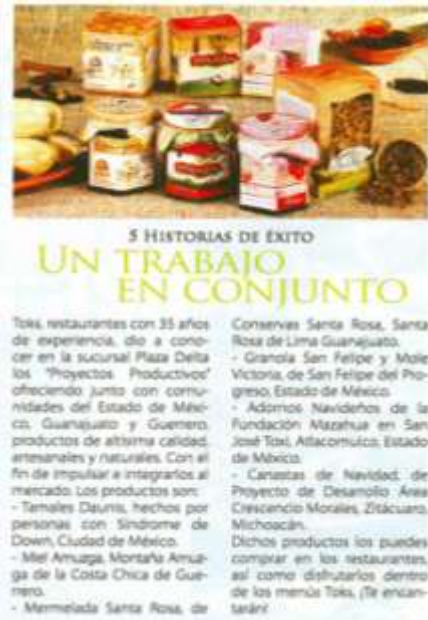 5 HISTORIAS DE ÉXITO
UN TRABAJO
EN CONJUNTO
Toks, restaurantes con 35 años
de experiencia, dio a cono-
cer en la sucursal Plaza Delta
los "Proyectos Productivos"
ofreciendo junto con comu-
nidades del Estado de Méxi-
co, Guanajuato y Guerrero,
productos de altísima calidad,
artesanales y naturales. Con el
fin de impulsar e integrarlos al
mercado. Los productos son:
- Tamales Daunis, hechos por
personas con Síndrome de
Down, Ciudad de México.
- Miel Amuzga, Montaña Amuz-
ga de la Costa Chica de Gue-
rrero.
- Mermelada Santa Rosa, de
Conservas Santa Rosa, Santa
Rosa de Lima Guanajuato.
- Granola San Felipe y Mole
Victoria, de San Felipe del Pro-
greso, Estado de México.
- Adornos Navideños de la
Fundación Mazahua en San
José Toxi, Atlacomulco, Estado
de México.
- Canastas de Navidad, de
Proyecto de Desarrollo Área
Crescencio Morales, Zitácuaro,
Michoacán.
Dichos productos los puedes
comprar en los restaurantes,
así como disfrutarlos dentro
de los menús Toks. ¡Te encan-
tarán!